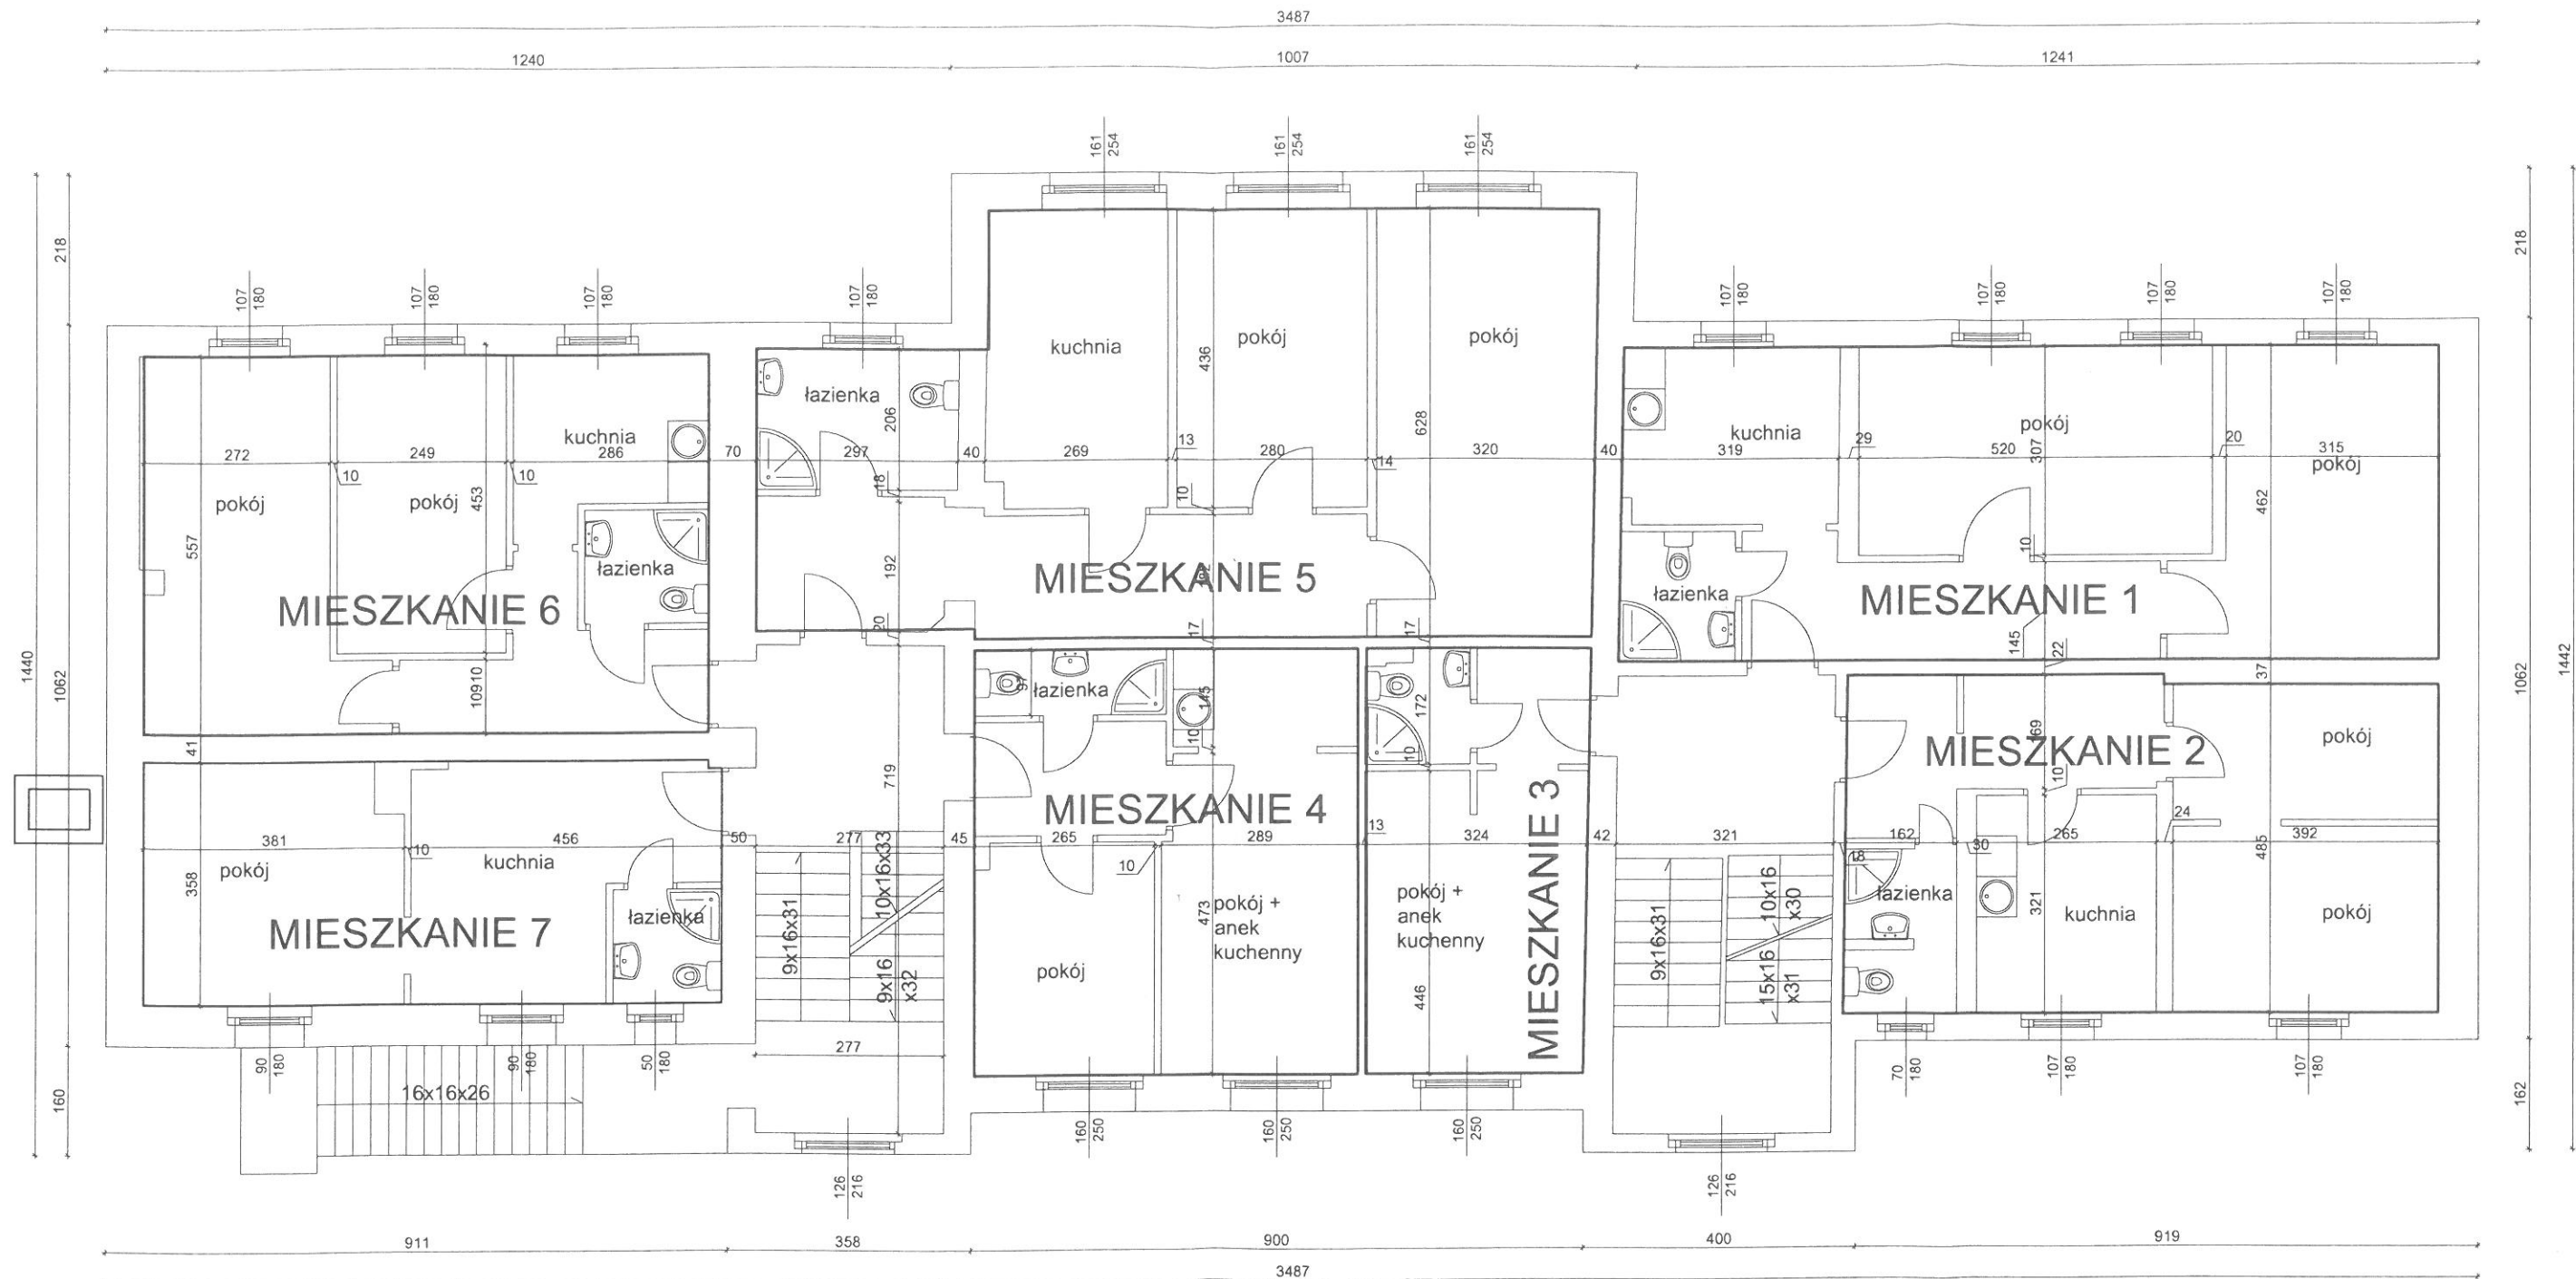 3487
1240 1007 1241
161 254
161 254
161 254
218
218
107 180
107 180
107 180
107 180
107 180
107 180
107 180
107 180
kuchnia
pokój
pokój
436
łazienka
206
kuchnia
pokój
kuchnia
pokój
628
307
272 249 286 70 297 40 269 13 280 14 320 40 319 29 520 20 315
10
10
pokój
pokój
453
18
10
pokój
462
557
łazienka
192
10
łazienka
MIESZKANIE 6
MIESZKANIE 5
MIESZKANIE 1
20
17
17
145
22
37
1440
1062
1062
1442
10910
41
97
łazienka
145
10
172
10
169
10
MIESZKANIE 2
pokój
719
MIESZKANIE 4
MIESZKANIE 3
381 10 456 50 277 45 265 10 289 13 324 42 321 18 162 30 265 24 392
485
pokój
kuchnia
358
łazienka
MIESZKANIE 7
9x16x31
10x16x33
9x16
x32
pokój
473
pokój +
anek
kuchenny
pokój +
anek
kuchenny
446
9x16x31
10x16
x30
15x16
x31
łazienka
321
kuchnia
pokój
277
90 180
90 180
50 180
16x16x26
160
162
160 250
160 250
160 250
70 180
107 180
107 180
126 216
126 216
911 358 900 400 919
3487